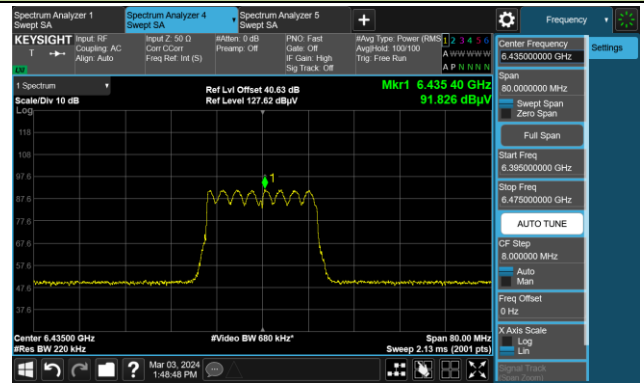 Spectrum Analyzer 1
Swept SA
Spectrum Analyzer 4
Swept SA
Spectrum Analyzer 5
Swept SA
Frequency
KEYSIGHT
Input: RF
Coupling: AC
Align: Auto
Input Z: 50 Ω
Corr CCorr
Freq Ref: Int (S)
#Atten: 0 dB
Preamp: Off
PNO: Fast
Gate: Off
IF Gain: High
Sig Track: Off
#Avg Type: Power (RMS
Avg|Hold: 100/100
Trig: Free Run
1 2 3 4 5 6
A W W W W W
A P N N N N
LW
1 Spectrum
Scale/Div 10 dB
Log
Ref Lvl Offset 40.63 dB
Ref Level 127.62 dBµV
Mkr1 6.435 40 GHz
91.826 dBµV
118
108
97.6
87.6
77.6
67.6
57.6
47.6
37.6
1
Center 6.43500 GHz
#Res BW 220 kHz
#Video BW 680 kHz*
Span 80.00 MHz
Sweep 2.13 ms (2001 pts)
Mar 03, 2024
1:48:48 PM
Center Frequency
6.435000000 GHz
Settings
Span
80.0000000 MHz
Swept Span
Zero Span
Full Span
Start Freq
6.395000000 GHz
Stop Freq
6.475000000 GHz
AUTO TUNE
CF Step
8.000000 MHz
Auto
Man
Freq Offset
0 Hz
X Axis Scale
Log
Lin
Signal Track
(Span Zoom)